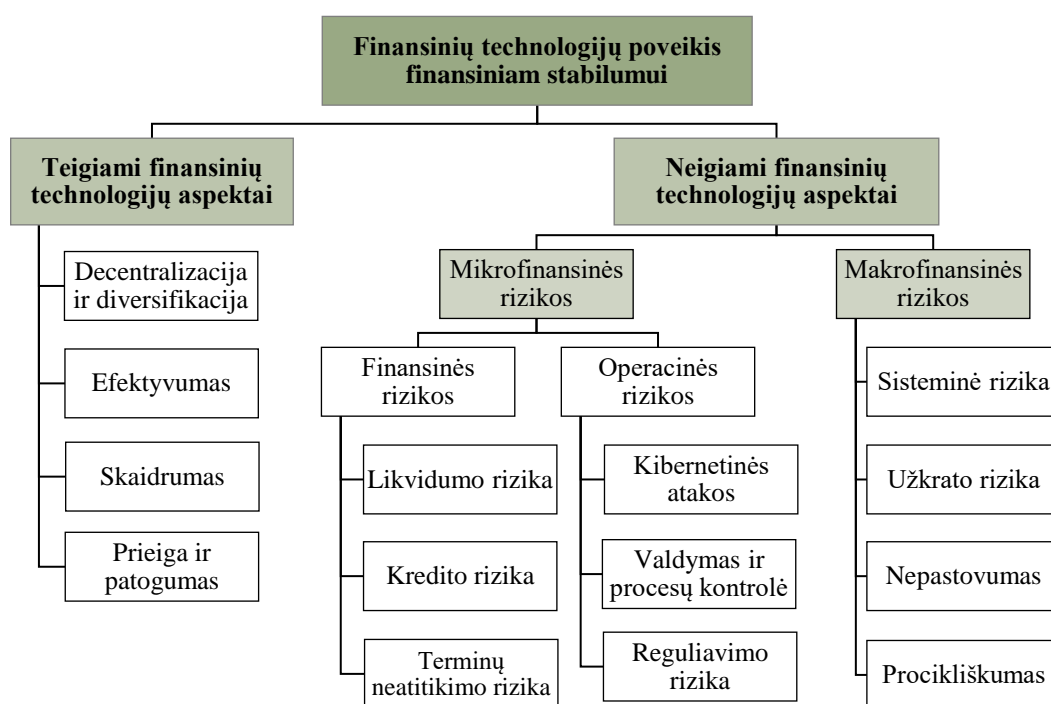 Finansinių technologijų poveikis
finansiniam stabilumui
Teigiami finansinių
technologijų aspektai
Neigiami finansinių
technologijų aspektai
Decentralizacija
ir diversifikacija
Efektyvumas
Skaidrumas
Prieiga ir
patogumas
Mikrofinansinės
rizikos
Makrofinansinės
rizikos
Finansinės
rizikos
Operacinės
rizikos
Likvidumo rizika
Kredito rizika
Terminų
neatitikimo rizika
Kibernetinės
atakos
Valdymas ir
procesų kontrolė
Reguliavimo
rizika
Sisteminė rizika
Užkrato rizika
Nepastovumas
Procikliškumas